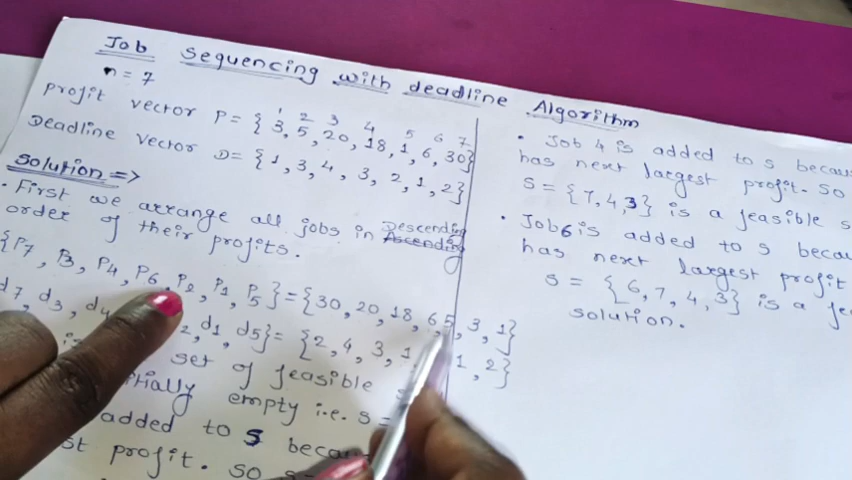 Job Sequencing with deadline Algorithm
n = 7
1 2 3 4 5 6 7
profit vector P = { 3, 5, 20, 18, 1, 6, 30}
Deadline vector D = { 1, 3, 4, 3, 2, 1, 2}
Solution =>
• First we arrange all jobs in Descending Ascending
order of their profits.
{P7, P3, P4, P6, P2, P1, P5} = {30, 20, 18, 6, 5, 3, 1}
d7, d3, d4, 2, d1, d5} = {2, 4, 3, 1, 1, 2}
set of feasible
empty i.e. S =
added to S
profit. So
• Job 4 is added to S
has next largest profit. So
S = {7, 4, 3} is a feasible
• Job 6 is added to S
has next largest profit
S = {6, 7, 4, 3} is a
solution.